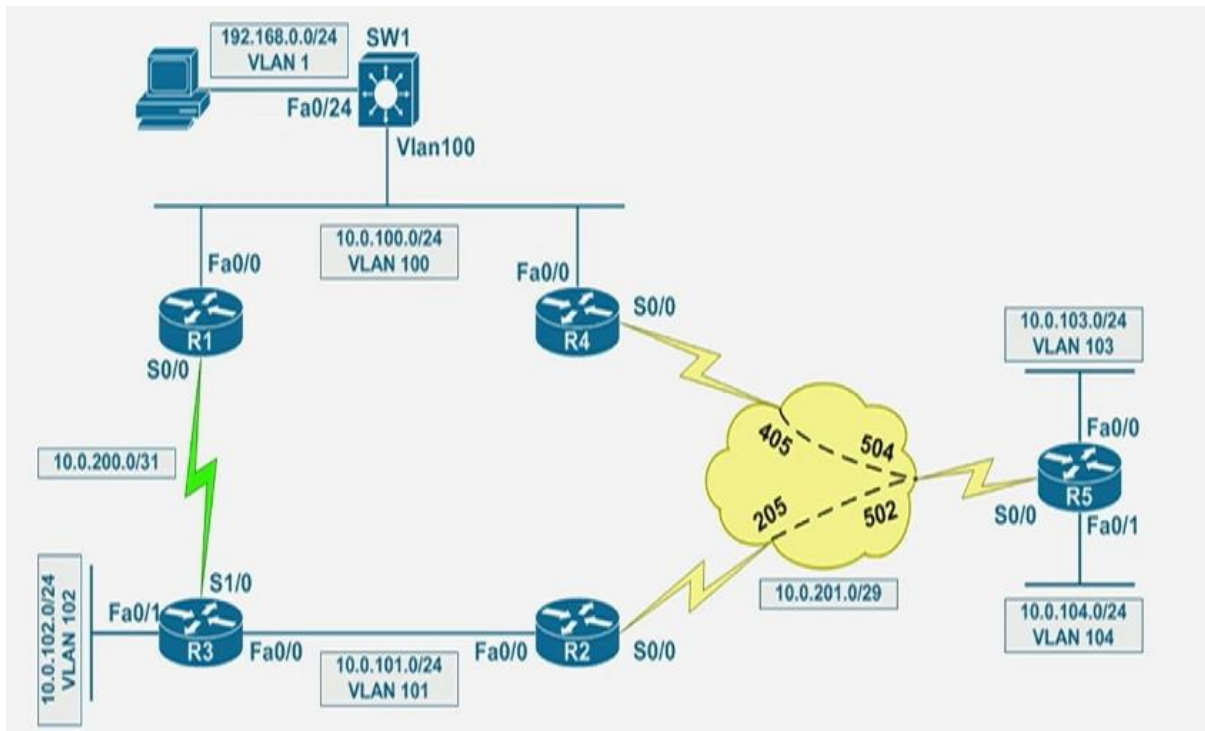 192.168.0.0/24
VLAN 1
SW1
Fa0/24
Vlan100
10.0.100.0/24
VLAN 100
Fa0/0
R1
S0/0
Fa0/0
R4
S0/0
10.0.103.0/24
VLAN 103
Fa0/0
R5
S0/0
Fa0/1
10.0.104.0/24
VLAN 104
405
504
205
502
10.0.201.0/29
10.0.200.0/31
S1/0
10.0.102.0/24
VLAN 102
Fa0/1
R3
Fa0/0
10.0.101.0/24
VLAN 101
Fa0/0
R2
S0/0